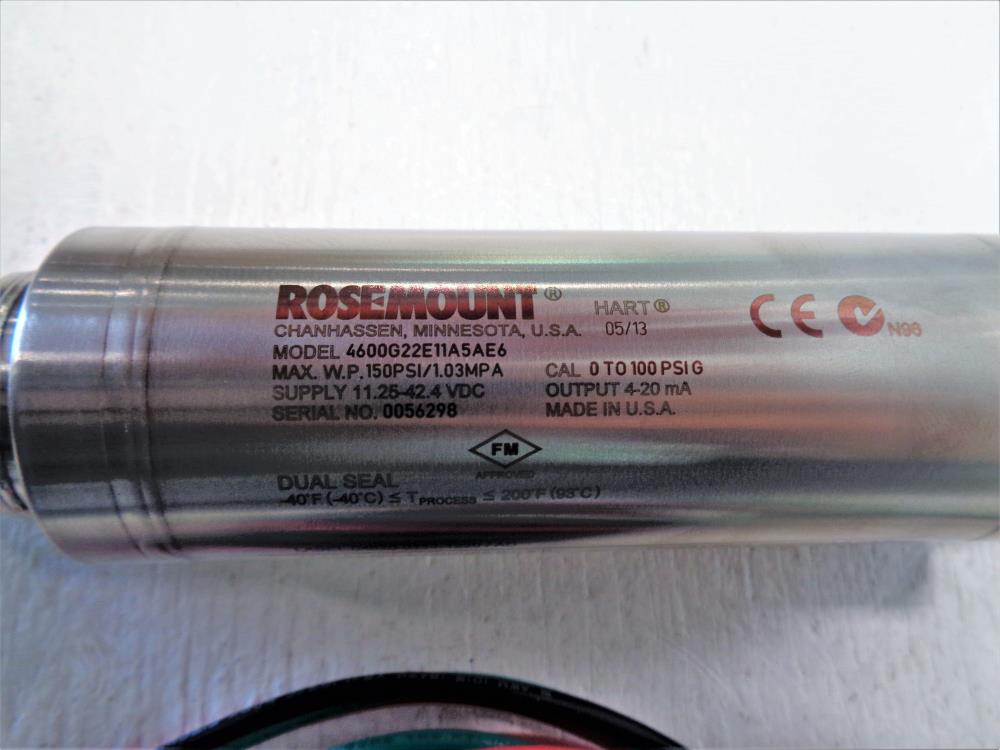 ROSEMOUNT® HART®
CHANHASSEN, MINNESOTA, U.S.A. 05/13
CE N96
MODEL 4600G22E11A5AE6
MAX. W.P. 150PSI/1.03MPA CAL 0 TO 100 PSI G
SUPPLY 11.25-42.4 VDC OUTPUT 4-20 mA
SERIAL NO. 0056298 MADE IN U.S.A.
FM
APPROVED
DUAL SEAL
-40°F (-40°C) ≤ TPROCESS ≤ 200°F (93°C)